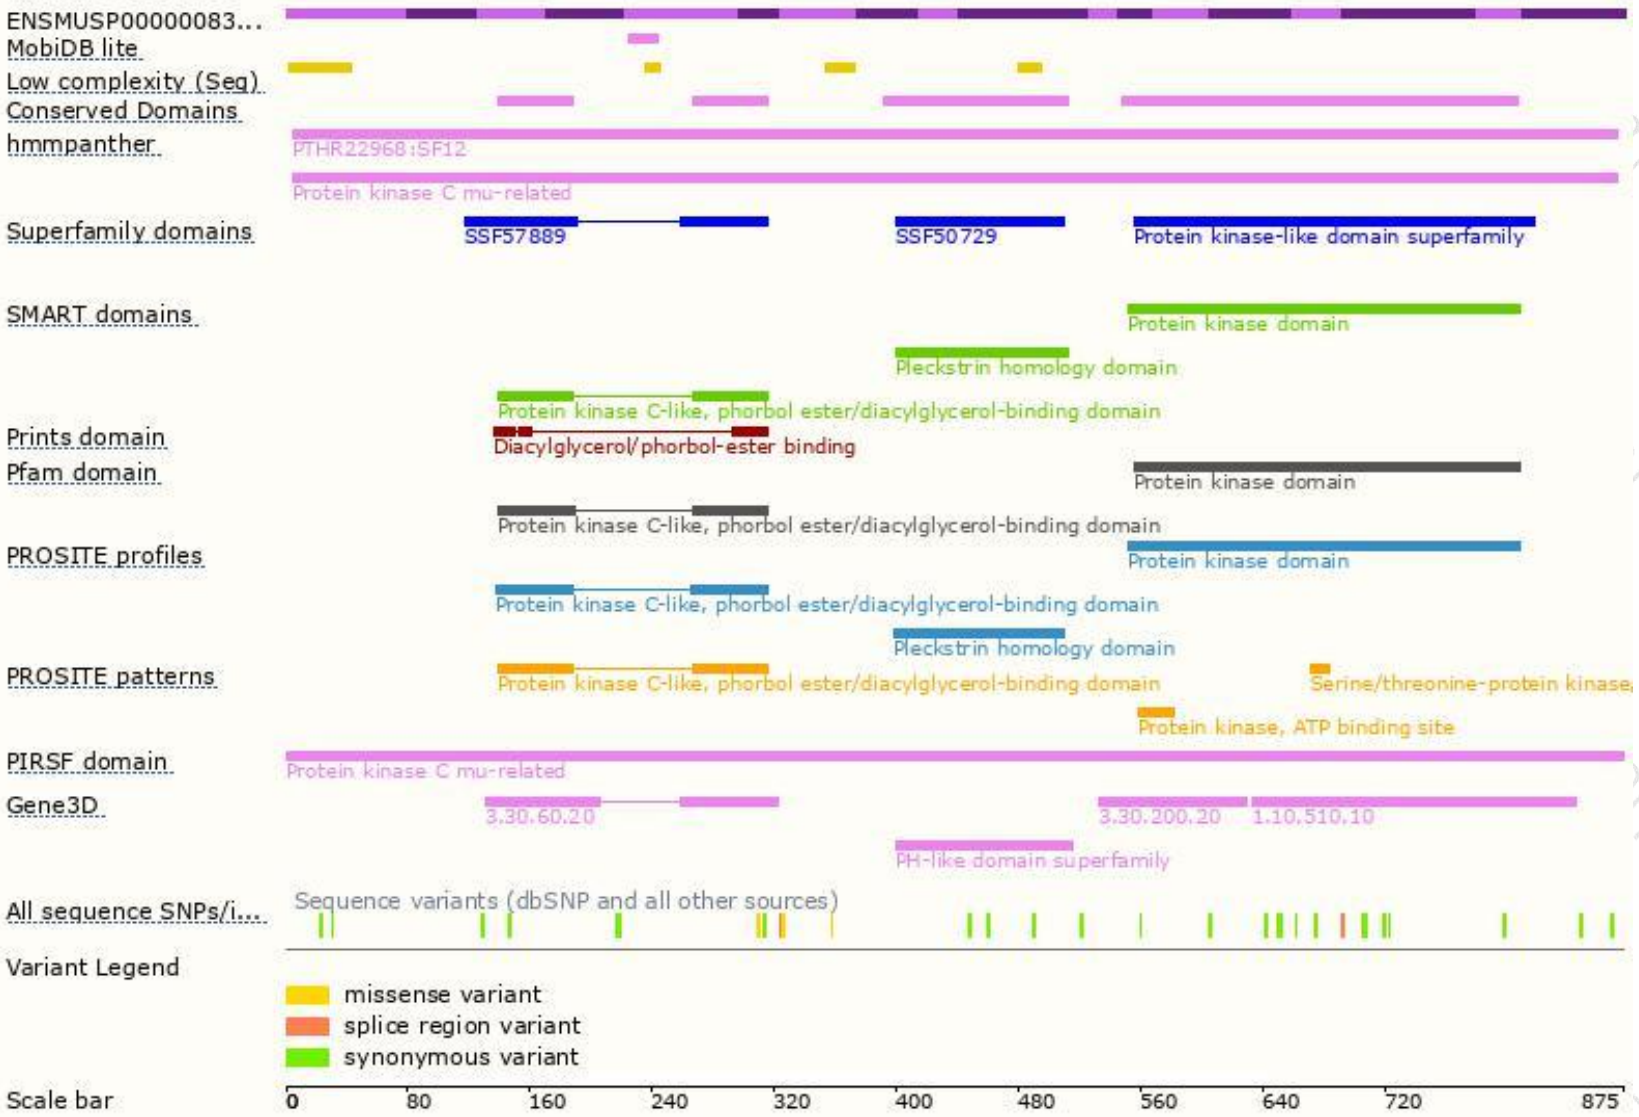 ENSMUSP00000083...
MobiDB lite
Low complexity (Seg)
Conserved Domains
hmmpanther
PTHR22968:SF12
Protein kinase C mu-related
Superfamily domains
SSF57889 SSF50729 Protein kinase-like domain superfamily
SMART domains
Protein kinase domain
Pleckstrin homology domain
Protein kinase C-like, phorbol ester/diacylglycerol-binding domain
Prints domain
Diacylglycerol/phorbol-ester binding
Pfam domain
Protein kinase domain
Protein kinase C-like, phorbol ester/diacylglycerol-binding domain
PROSITE profiles
Protein kinase domain
Protein kinase C-like, phorbol ester/diacylglycerol-binding domain
Pleckstrin homology domain
PROSITE patterns
Protein kinase C-like, phorbol ester/diacylglycerol-binding domain Serine/threonine-protein kinase,
Protein kinase, ATP binding site
PIRSF domain
Protein kinase C mu-related
Gene3D
3.30.60.20 3.30.200.20 1.10.510.10
PH-like domain superfamily
All sequence SNPs/i...
Sequence variants (dbSNP and all other sources)
Variant Legend
missense variant
splice region variant
synonymous variant
Scale bar 0 80 160 240 320 400 480 560 640 720 875